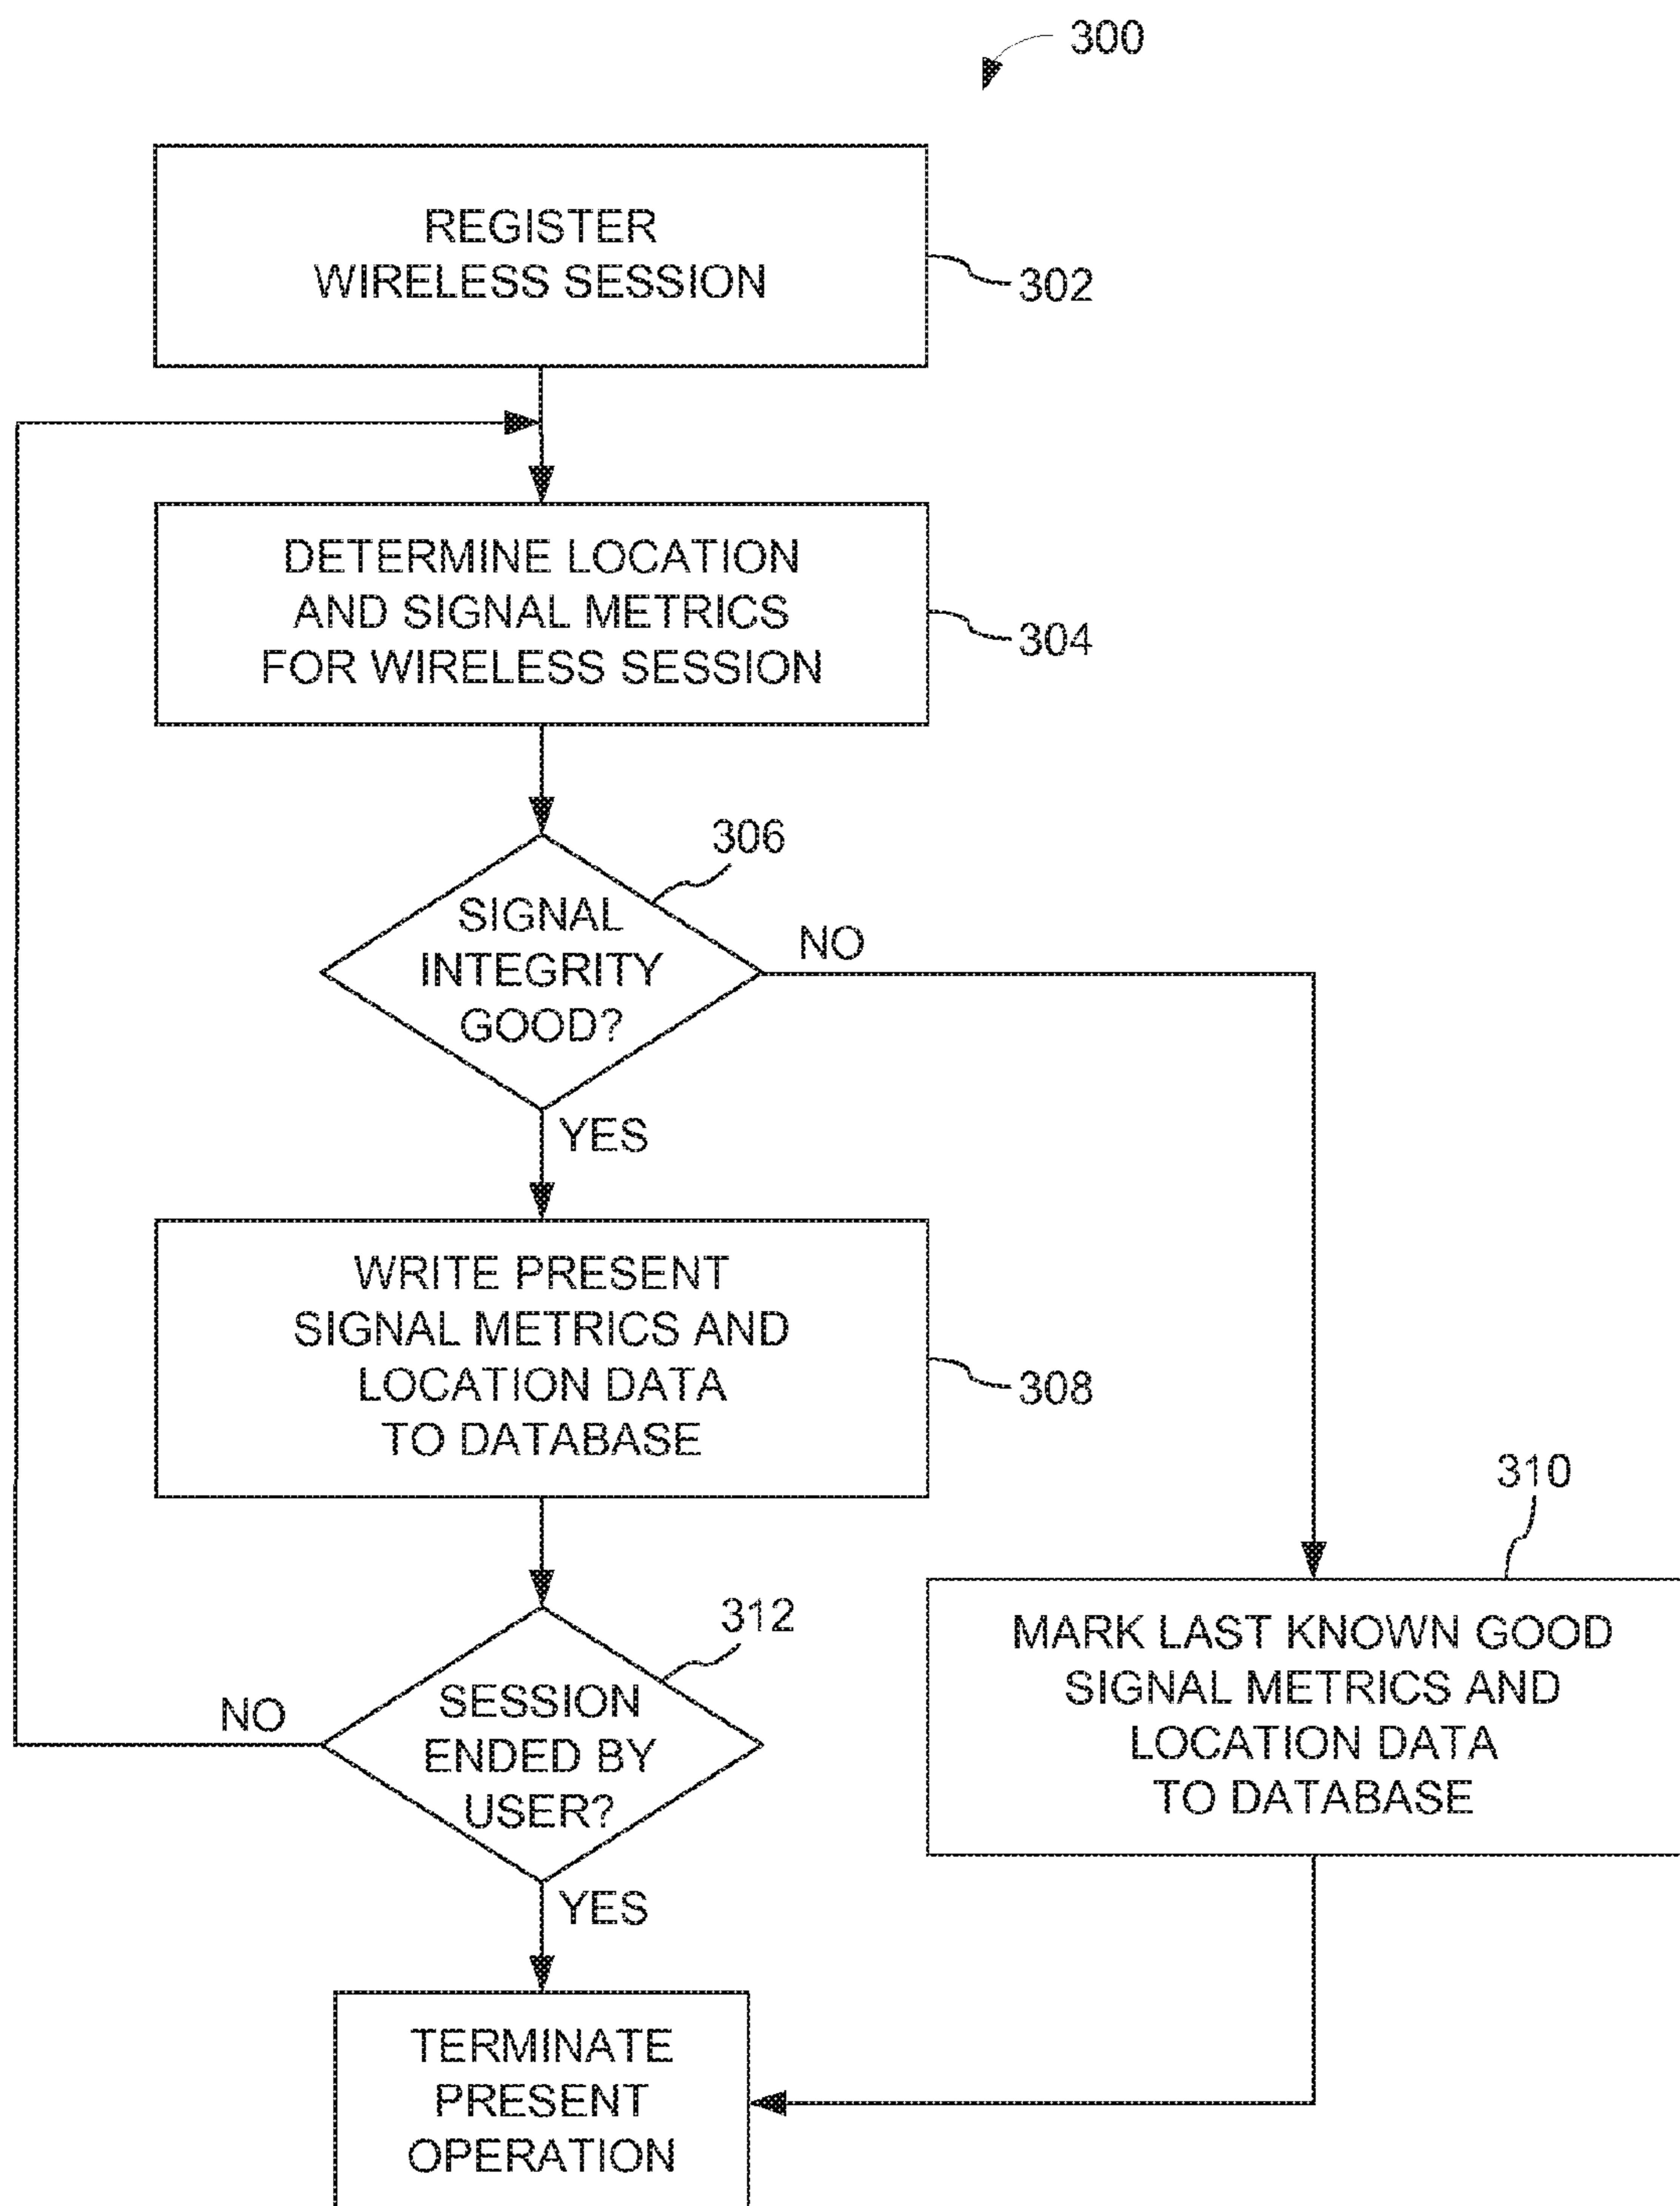 300
REGISTER
WIRELESS SESSION
302
DETERMINE LOCATION
AND SIGNAL METRICS
FOR WIRELESS SESSION
304
306
SIGNAL
INTEGRITY
GOOD?
NO
YES
WRITE PRESENT
SIGNAL METRICS AND
LOCATION DATA
TO DATABASE
308
310
MARK LAST KNOWN GOOD
SIGNAL METRICS AND
LOCATION DATA
TO DATABASE
312
SESSION
ENDED BY
USER?
NO
YES
TERMINATE
PRESENT
OPERATION